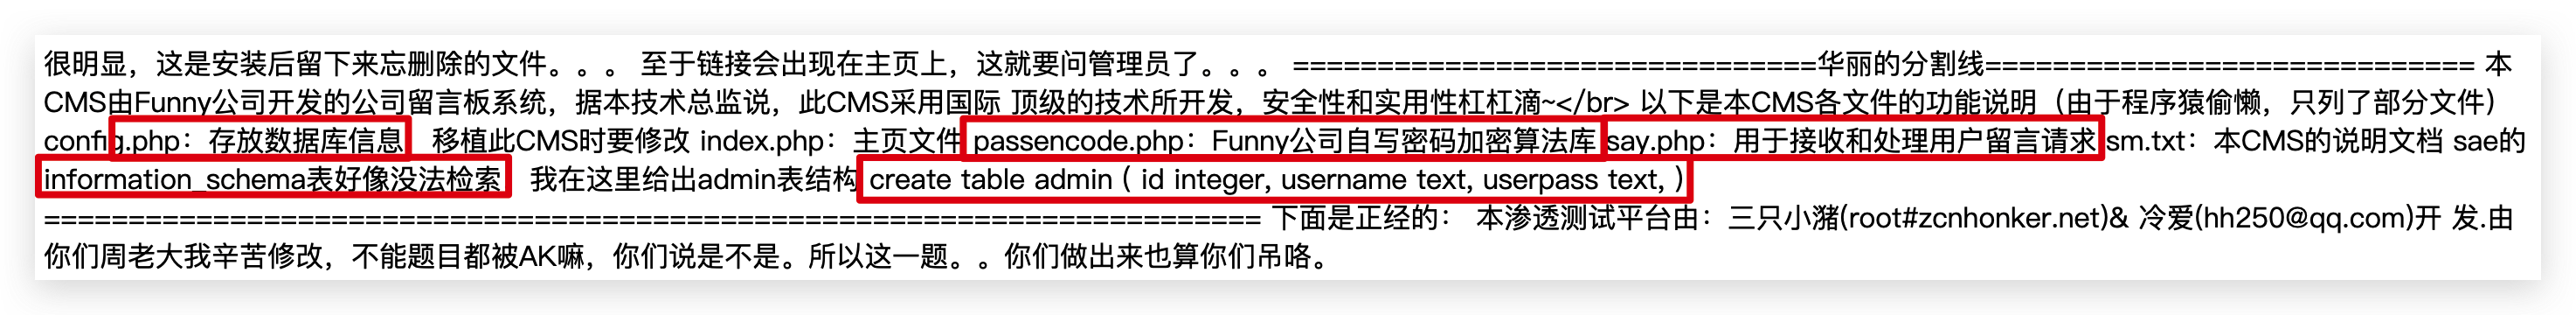 很明显，这是安装后留下来忘删除的文件。。。 至于链接会出现在主页上，这就要问管理员了。。。 ===============================华丽的分割线============================= 本
CMS由Funny公司开发的公司留言板系统，据本技术总监说，此CMS采用国际 顶级的技术所开发，安全性和实用性杠杠滴~</br> 以下是本CMS各文件的功能说明（由于程序猿偷懒，只列了部分文件）
config.php：存放数据库信息 移植此CMS时要修改 index.php：主页文件 passencode.php：Funny公司自写密码加密算法库 say.php：用于接收和处理用户留言请求 sm.txt：本CMS的说明文档 sae的
information_schema表好像没法检索 我在这里给出admin表结构 create table admin ( id integer, username text, userpass text, )
======================================================================== 下面是正经的： 本渗透测试平台由：三只小潴(root#zcnhonker.net)& 冷爱(hh250@qq.com)开 发.由
你们周老大我辛苦修改，不能题目都被AK嘛，你们说是不是。所以这一题。。你们做出来也算你们吊咯。